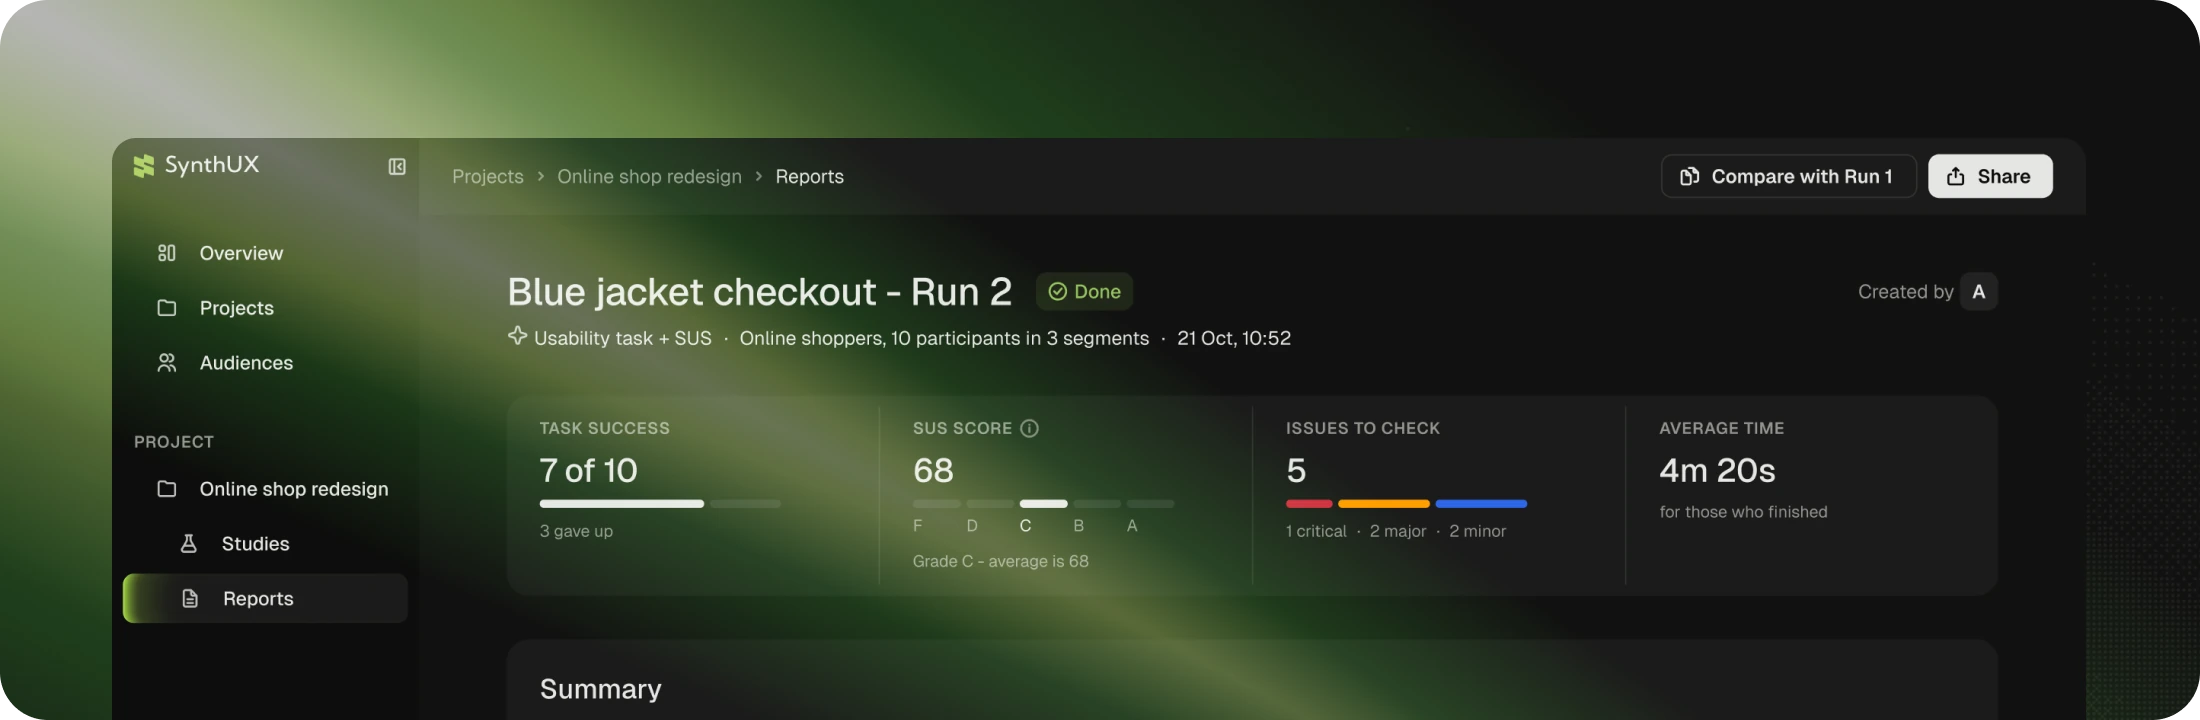 SynthUX
Projects > Online shop redesign > Reports
Compare with Run 1
Share
Overview
Projects
Audiences
PROJECT
Online shop redesign
Studies
Reports
Blue jacket checkout - Run 2
Done
Created by A
Usability task + SUS · Online shoppers, 10 participants in 3 segments · 21 Oct, 10:52
TASK SUCCESS
7 of 10
3 gave up
SUS SCORE
68
F D C B A
Grade C - average is 68
ISSUES TO CHECK
5
1 critical · 2 major · 2 minor
AVERAGE TIME
4m 20s
for those who finished
Summary